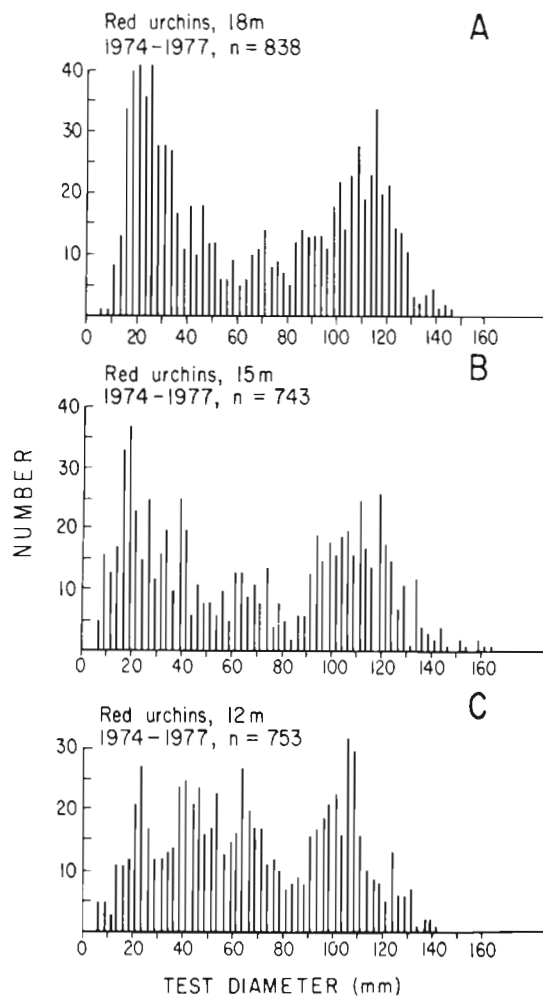 Red urchins, 18m
1974-1977, n = 838
A
40
30
20
10
0 20 40 60 80 100 120 140 160
Red urchins, 15m
1974-1977, n = 743
B
40
30
20
10
0 20 40 60 80 100 120 140 160
NUMBER
Red urchins, 12m
1974-1977, n = 753
C
30
20
10
0 20 40 60 80 100 120 140 160
TEST DIAMETER (mm)